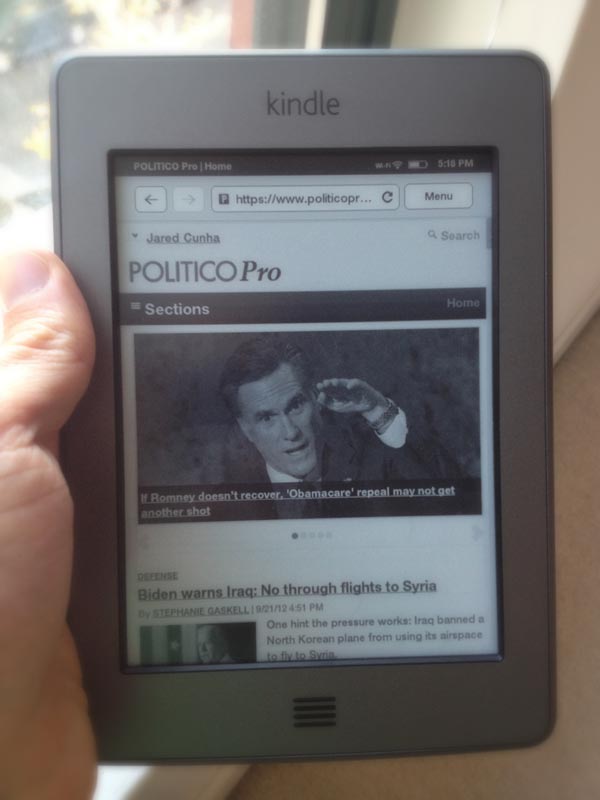 kindle
POLITICO Pro | Home
Wi-Fi
5:18 PM
P https://www.politicopr...
Menu
Jared Cunha
Search
POLITICO Pro
Sections
Home
If Romney doesn't recover, 'Obamacare' repeal may not get
another shot
DEFENSE
Biden warns Iraq: No through flights to Syria
By STEPHANIE GASKELL | 9/21/12 4:51 PM
One hint the pressure works: Iraq banned a
North Korean plane from using its airspace
to fly to Syria.